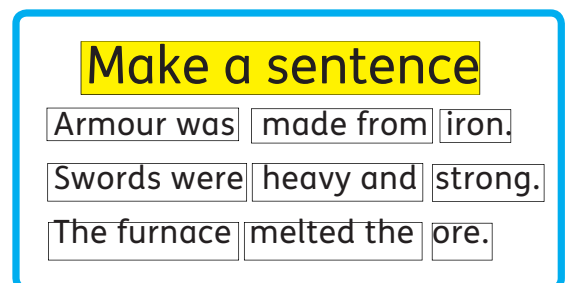 Make a sentence
Armour was made from iron.
Swords were heavy and strong.
The furnace melted the ore.